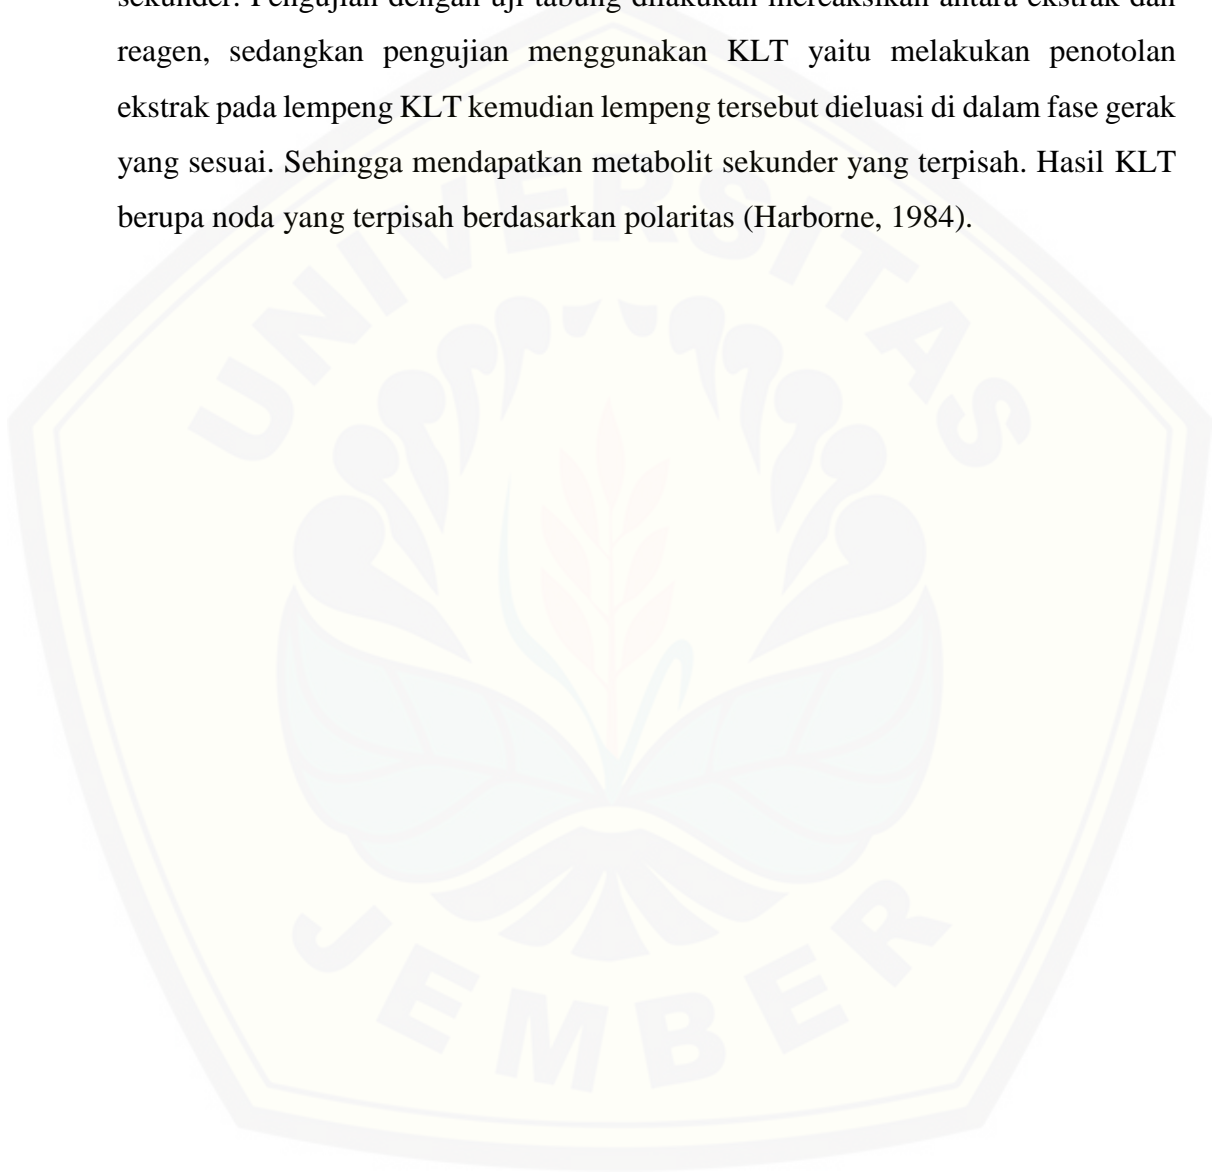 sekunder. Pengujian dengan uji tabung dilakukan mereaksikan antara ekstrak dan
reagen, sedangkan pengujian menggunakan KLT yaitu melakukan penotolan
ekstrak pada lempeng KLT kemudian lempeng tersebut dieluasi di dalam fase gerak
yang sesuai. Sehingga mendapatkan metabolit sekunder yang terpisah. Hasil KLT
berupa noda yang terpisah berdasarkan polaritas (Harborne, 1984).
UNIVERSITAS
JEMBER